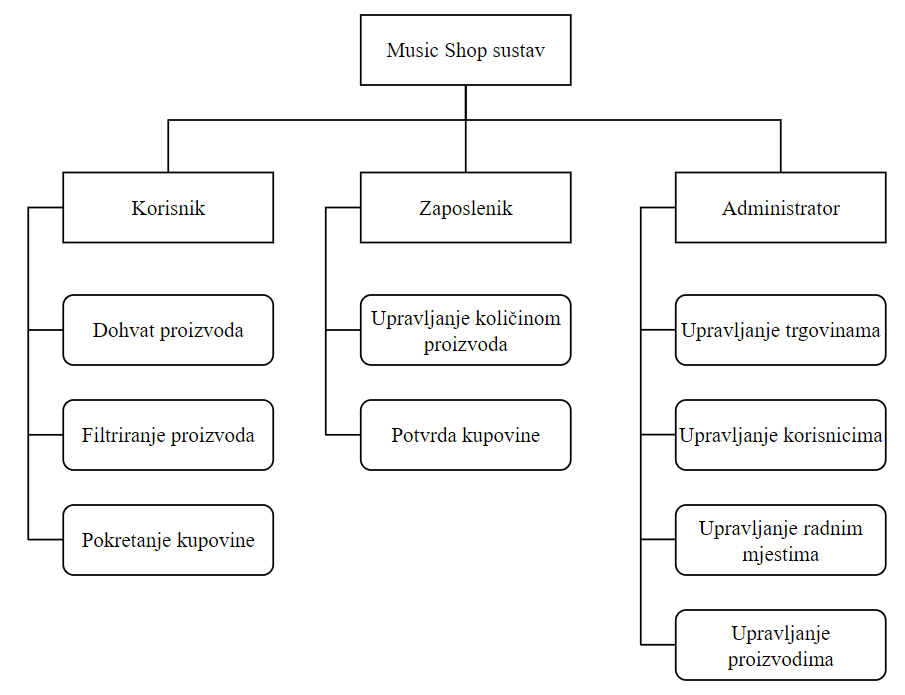 Music Shop sustav
Korisnik
Dohvat proizvoda
Filtriranje proizvoda
Pokretanje kupovine
Zaposlenik
Upravljanje količinom
proizvoda
Potvrda kupovine
Administrator
Upravljanje trgovinama
Upravljanje korisnicima
Upravljanje radnim
mjestima
Upravljanje
proizvodima